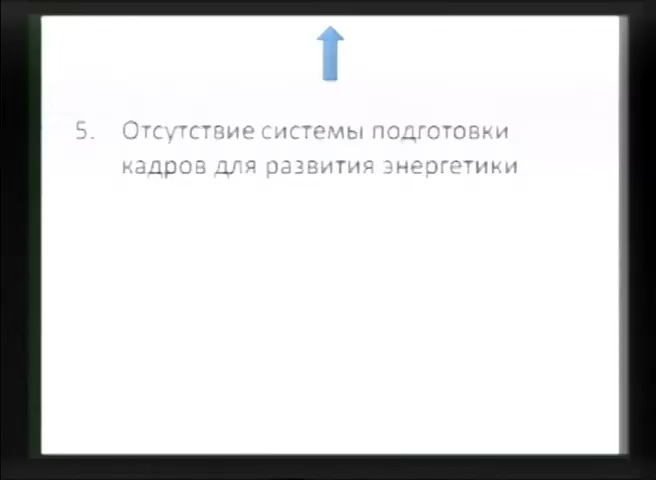 5. Отсутствие системы подготовки
кадров для развития энергетики